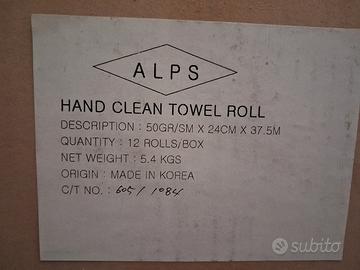 ALPS
HAND CLEAN TOWEL ROLL
DESCRIPTION : 50GR/SM X 24CM X 37.5M
QUANTITY : 12 ROLLS/BOX
NET WEIGHT : 5.4 KGS
ORIGIN : MADE IN KOREA
C/T NO. : 605 / 1084
subito